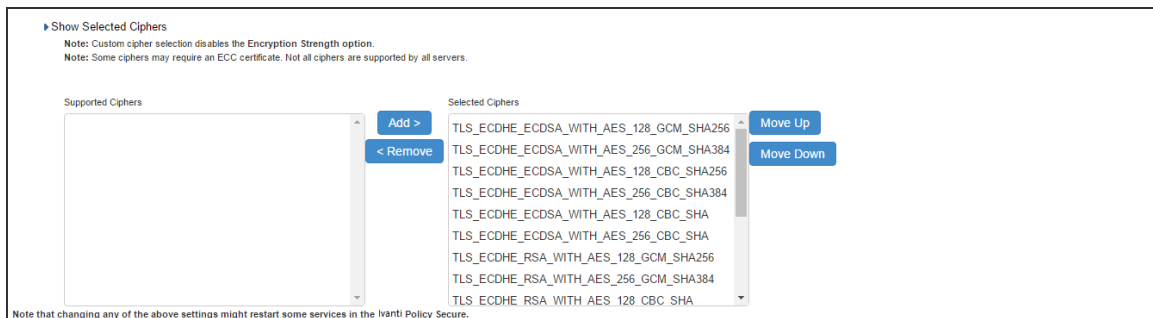 Show Selected Ciphers
Note: Custom cipher selection disables the Encryption Strength option.
Note: Some ciphers may require an ECC certificate. Not all ciphers are supported by all servers.
Supported Ciphers
Selected Ciphers
Add >
< Remove
TLS_ECDHE_ECDSA_WITH_AES_128_GCM_SHA256
TLS_ECDHE_ECDSA_WITH_AES_256_GCM_SHA384
TLS_ECDHE_ECDSA_WITH_AES_128_CBC_SHA256
TLS_ECDHE_ECDSA_WITH_AES_256_CBC_SHA384
TLS_ECDHE_ECDSA_WITH_AES_128_CBC_SHA
TLS_ECDHE_ECDSA_WITH_AES_256_CBC_SHA
TLS_ECDHE_RSA_WITH_AES_128_GCM_SHA256
TLS_ECDHE_RSA_WITH_AES_256_GCM_SHA384
TLS_ECDHE_RSA_WITH_AES_128_CBC_SHA
Move Up
Move Down
Note that changing any of the above settings might restart some services in the Ivanti Policy Secure.